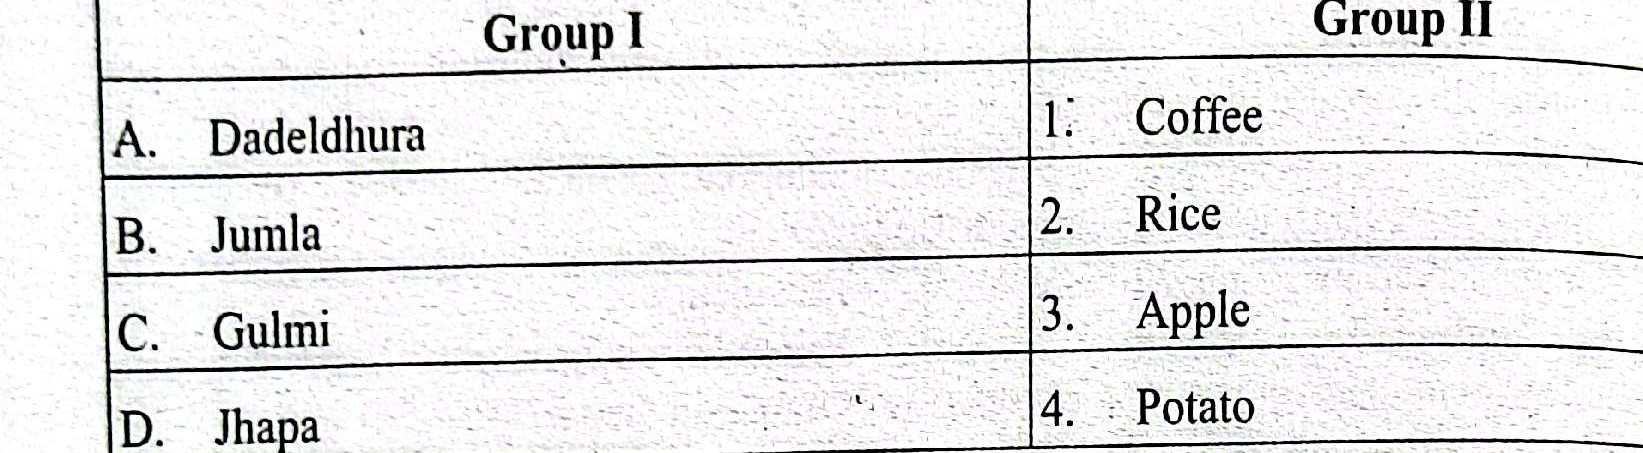 Group I Group II
A. Dadeldhura 1. Coffee
B. Jumla 2. Rice
C. Gulmi 3. Apple
D. Jhapa 4. Potato